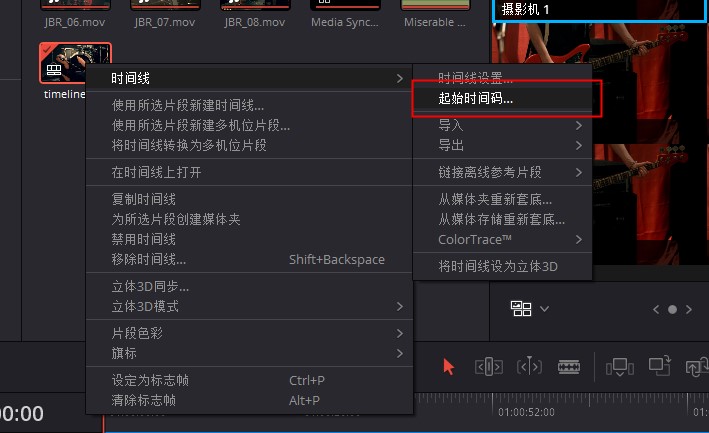 JBR_06.mov
JBR_07.mov
JBR_08.mov
Media Sync...
Miserable ...
摄影机 1
timeline
时间线
使用所选片段新建时间线...
使用所选片段新建多机位片段...
将时间线转换为多机位片段
在时间线上打开
复制时间线
为所选片段创建媒体夹
禁用时间线
移除时间线... Shift+Backspace
立体3D同步...
立体3D模式
片段色彩
旗标
设定为标志帧 Ctrl+P
清除标志帧 Alt+P
时间线设置...
起始时间码...
导入
导出
链接离线参考片段
从媒体夹重新套底...
从媒体存储重新套底...
ColorTrace™
将时间线设为立体3D
00:00
01:00:52:00
01: